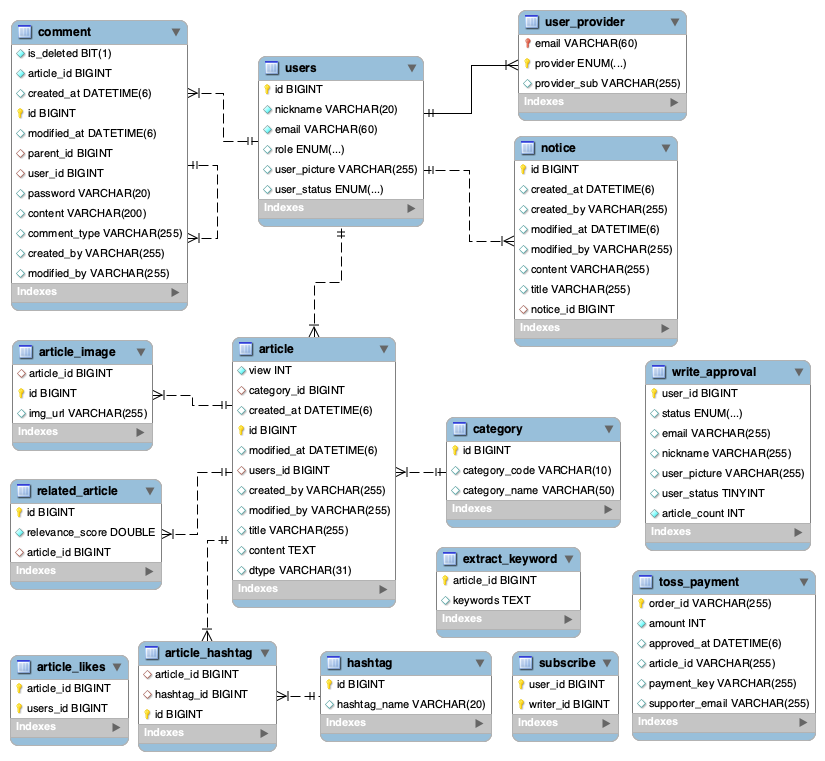 comment
is_deleted BIT(1)
article_id BIGINT
created_at DATETIME(6)
id BIGINT
modified_at DATETIME(6)
parent_id BIGINT
user_id BIGINT
password VARCHAR(20)
content VARCHAR(200)
comment_type VARCHAR(255)
created_by VARCHAR(255)
modified_by VARCHAR(255)
Indexes
users
id BIGINT
nickname VARCHAR(20)
email VARCHAR(60)
role ENUM(...)
user_picture VARCHAR(255)
user_status ENUM(...)
Indexes
user_provider
email VARCHAR(60)
provider ENUM(...)
provider_sub VARCHAR(255)
Indexes
notice
id BIGINT
created_at DATETIME(6)
created_by VARCHAR(255)
modified_at DATETIME(6)
modified_by VARCHAR(255)
content VARCHAR(255)
title VARCHAR(255)
notice_id BIGINT
Indexes
article_image
article_id BIGINT
id BIGINT
img_url VARCHAR(255)
Indexes
article
view INT
category_id BIGINT
created_at DATETIME(6)
id BIGINT
modified_at DATETIME(6)
users_id BIGINT
created_by VARCHAR(255)
modified_by VARCHAR(255)
title VARCHAR(255)
content TEXT
dtype VARCHAR(31)
Indexes
write_approval
user_id BIGINT
status ENUM(...)
email VARCHAR(255)
nickname VARCHAR(255)
user_picture VARCHAR(255)
user_status TINYINT
article_count INT
Indexes
category
id BIGINT
category_code VARCHAR(10)
category_name VARCHAR(50)
Indexes
related_article
id BIGINT
relevance_score DOUBLE
article_id BIGINT
Indexes
extract_keyword
article_id BIGINT
keywords TEXT
Indexes
toss_payment
order_id VARCHAR(255)
amount INT
approved_at DATETIME(6)
article_id VARCHAR(255)
payment_key VARCHAR(255)
supporter_email VARCHAR(255)
Indexes
article_likes
article_id BIGINT
users_id BIGINT
Indexes
article_hashtag
article_id BIGINT
hashtag_id BIGINT
id BIGINT
Indexes
hashtag
id BIGINT
hashtag_name VARCHAR(20)
Indexes
subscribe
user_id BIGINT
writer_id BIGINT
Indexes